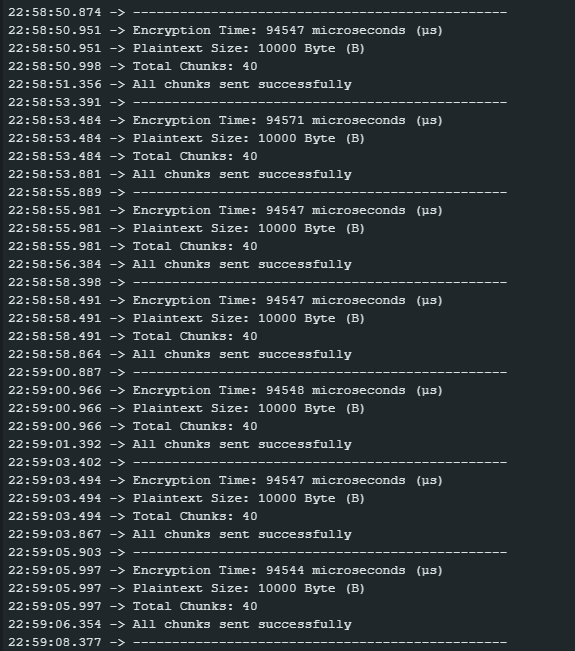 22:58:50.874 -> ------------------------------------------------
22:58:50.951 -> Encryption Time: 94547 microseconds (µs)
22:58:50.951 -> Plaintext Size: 10000 Byte (B)
22:58:50.998 -> Total Chunks: 40
22:58:51.356 -> All chunks sent successfully
22:58:53.391 -> ------------------------------------------------
22:58:53.484 -> Encryption Time: 94571 microseconds (µs)
22:58:53.484 -> Plaintext Size: 10000 Byte (B)
22:58:53.484 -> Total Chunks: 40
22:58:53.881 -> All chunks sent successfully
22:58:55.889 -> ------------------------------------------------
22:58:55.981 -> Encryption Time: 94547 microseconds (µs)
22:58:55.981 -> Plaintext Size: 10000 Byte (B)
22:58:55.981 -> Total Chunks: 40
22:58:56.384 -> All chunks sent successfully
22:58:58.398 -> ------------------------------------------------
22:58:58.491 -> Encryption Time: 94547 microseconds (µs)
22:58:58.491 -> Plaintext Size: 10000 Byte (B)
22:58:58.491 -> Total Chunks: 40
22:58:58.864 -> All chunks sent successfully
22:59:00.887 -> ------------------------------------------------
22:59:00.966 -> Encryption Time: 94548 microseconds (µs)
22:59:00.966 -> Plaintext Size: 10000 Byte (B)
22:59:00.966 -> Total Chunks: 40
22:59:01.392 -> All chunks sent successfully
22:59:03.402 -> ------------------------------------------------
22:59:03.494 -> Encryption Time: 94547 microseconds (µs)
22:59:03.494 -> Plaintext Size: 10000 Byte (B)
22:59:03.494 -> Total Chunks: 40
22:59:03.867 -> All chunks sent successfully
22:59:05.903 -> ------------------------------------------------
22:59:05.997 -> Encryption Time: 94544 microseconds (µs)
22:59:05.997 -> Plaintext Size: 10000 Byte (B)
22:59:05.997 -> Total Chunks: 40
22:59:06.354 -> All chunks sent successfully
22:59:08.377 -> ------------------------------------------------